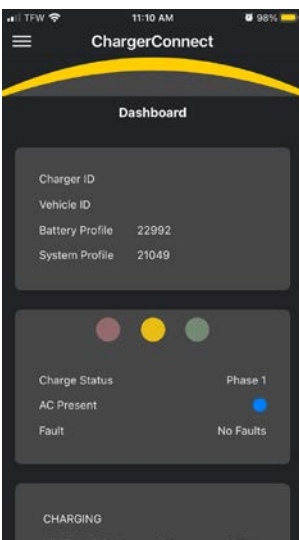 TFW 11:10 AM 98%
ChargerConnect
Dashboard
Charger ID
Vehicle ID
Battery Profile 22992
System Profile 21049
Charge Status Phase 1
AC Present
Fault No Faults
CHARGING